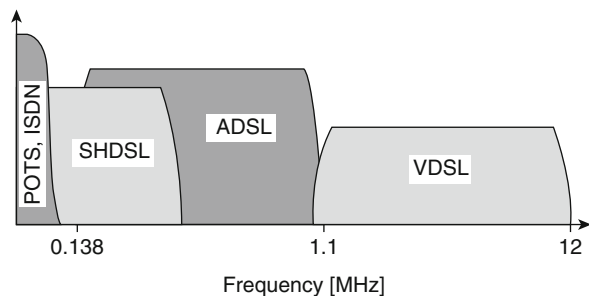 POTS, ISDN
SHDSL
ADSL
VDSL
0.138
1.1
12
Frequency [MHz]